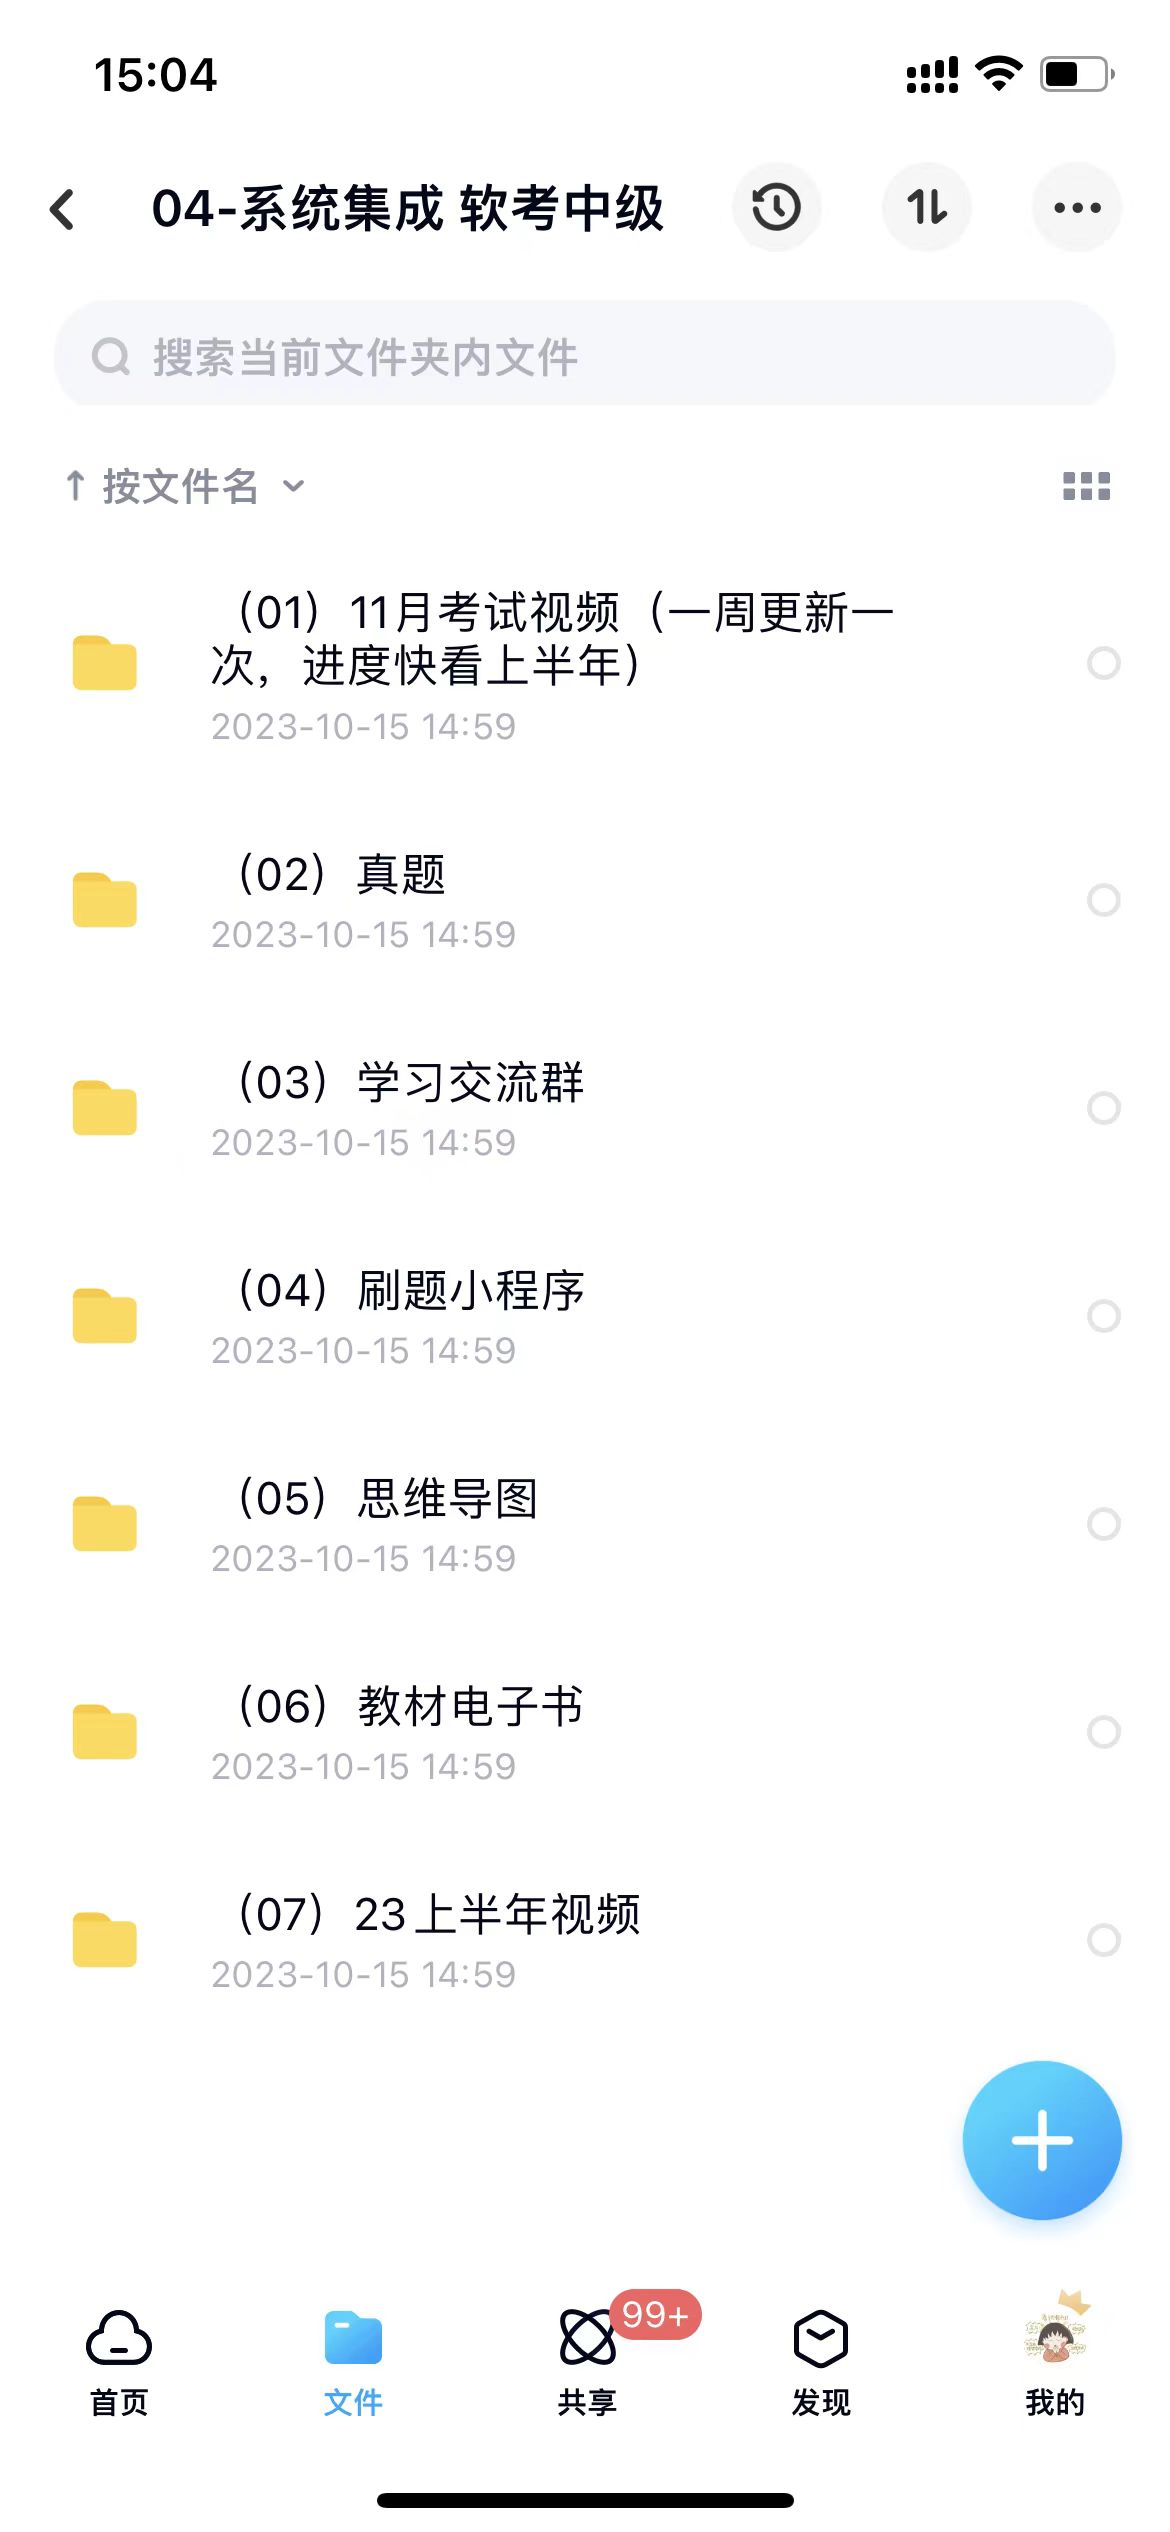 15:04
04-系统集成 软考中级
搜索当前文件夹内文件
按文件名
（01）11月考试视频（一周更新一
次，进度快看上半年）
2023-10-15 14:59
（02）真题
2023-10-15 14:59
（03）学习交流群
2023-10-15 14:59
（04）刷题小程序
2023-10-15 14:59
（05）思维导图
2023-10-15 14:59
（06）教材电子书
2023-10-15 14:59
（07）23上半年视频
2023-10-15 14:59
99+
首页 文件 共享 发现 我的